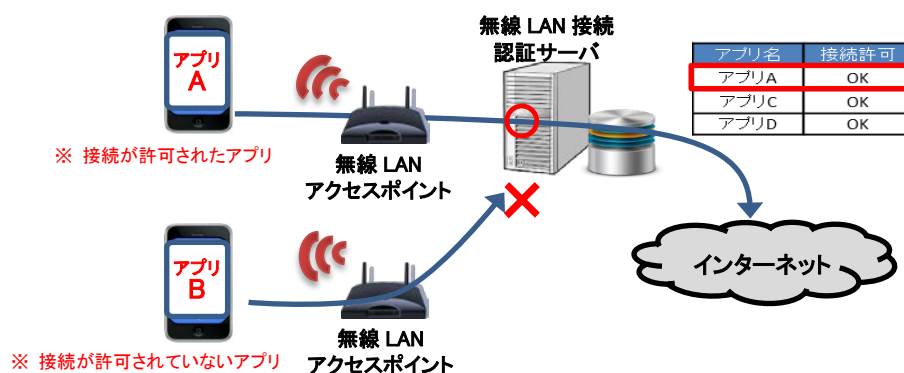 無線 LAN 接続
認証サーバ
アプリ
A
アプリ名 接続許可
アプリA OK
アプリC OK
アプリD OK
※ 接続が許可されたアプリ
無線 LAN
アクセスポイント
インターネット
アプリ
B
無線 LAN
アクセスポイント
※ 接続が許可されていないアプリ